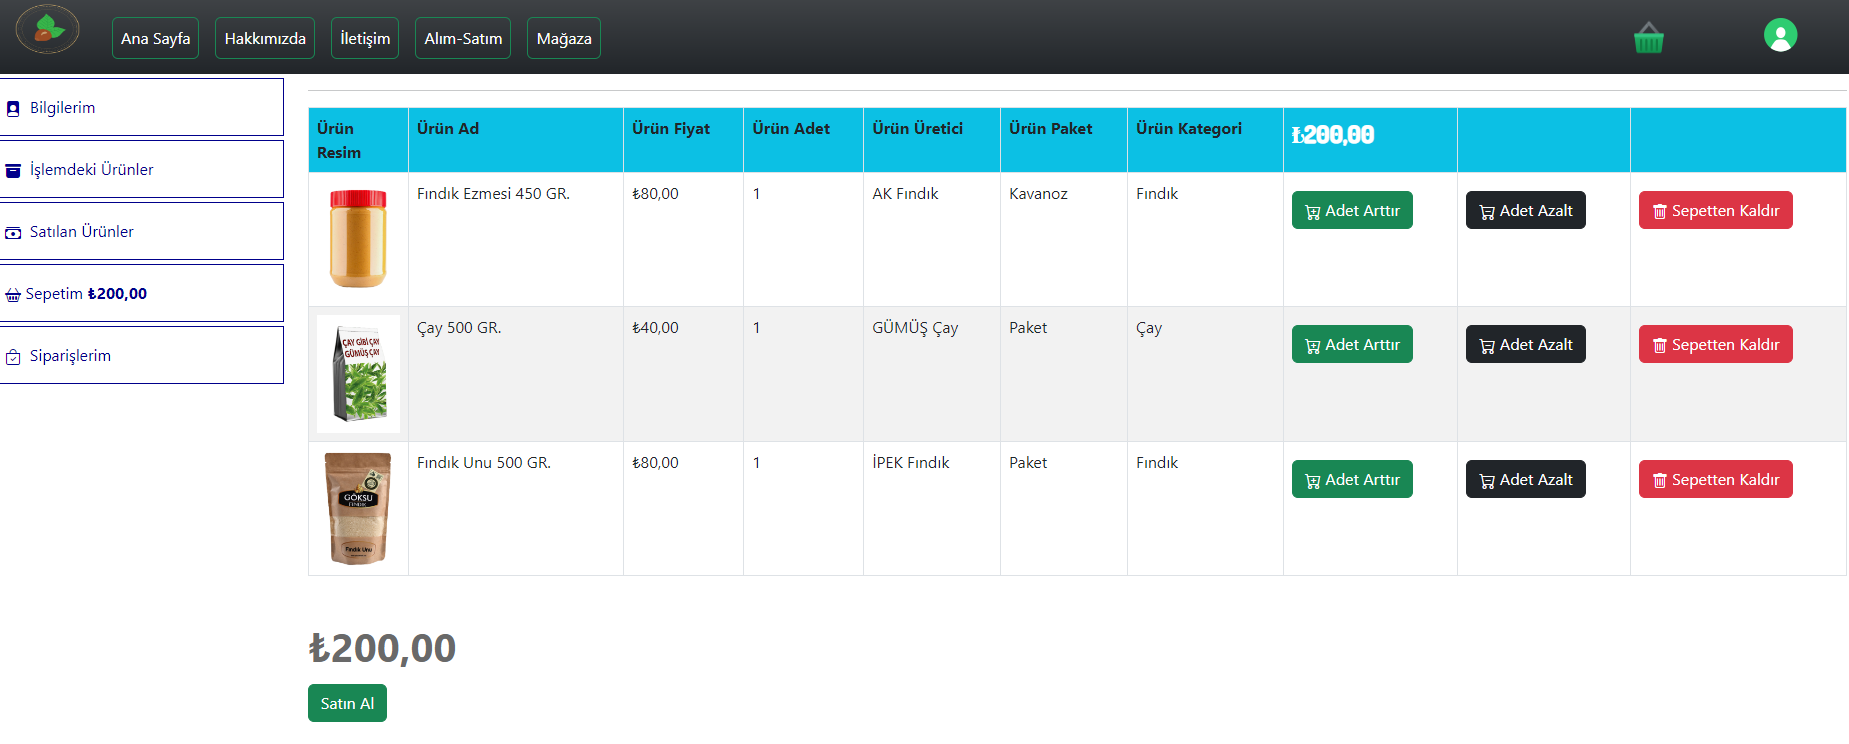 Ana Sayfa
Hakkımızda
İletişim
Alım-Satım
Mağaza
Bilgilerim
İşlemdeki Ürünler
Satılan Ürünler
Sepetim ₺200,00
Siparişlerim
Ürün
Resim
Ürün Ad
Ürün Fiyat
Ürün Adet
Ürün Üretici
Ürün Paket
Ürün Kategori
₺200,00
Fındık Ezmesi 450 GR.
₺80,00
1
AK Fındık
Kavanoz
Fındık
Adet Arttır
Adet Azalt
Sepetten Kaldır
ÇAY GİBİ ÇAY
GÜMÜŞ ÇAY
Çay 500 GR.
₺40,00
1
GÜMÜŞ Çay
Paket
Çay
Adet Arttır
Adet Azalt
Sepetten Kaldır
GÖKSU
FINDIK
Fındık Unu
Fındık Unu 500 GR.
₺80,00
1
İPEK Fındık
Paket
Fındık
Adet Arttır
Adet Azalt
Sepetten Kaldır
₺200,00
Satın Al